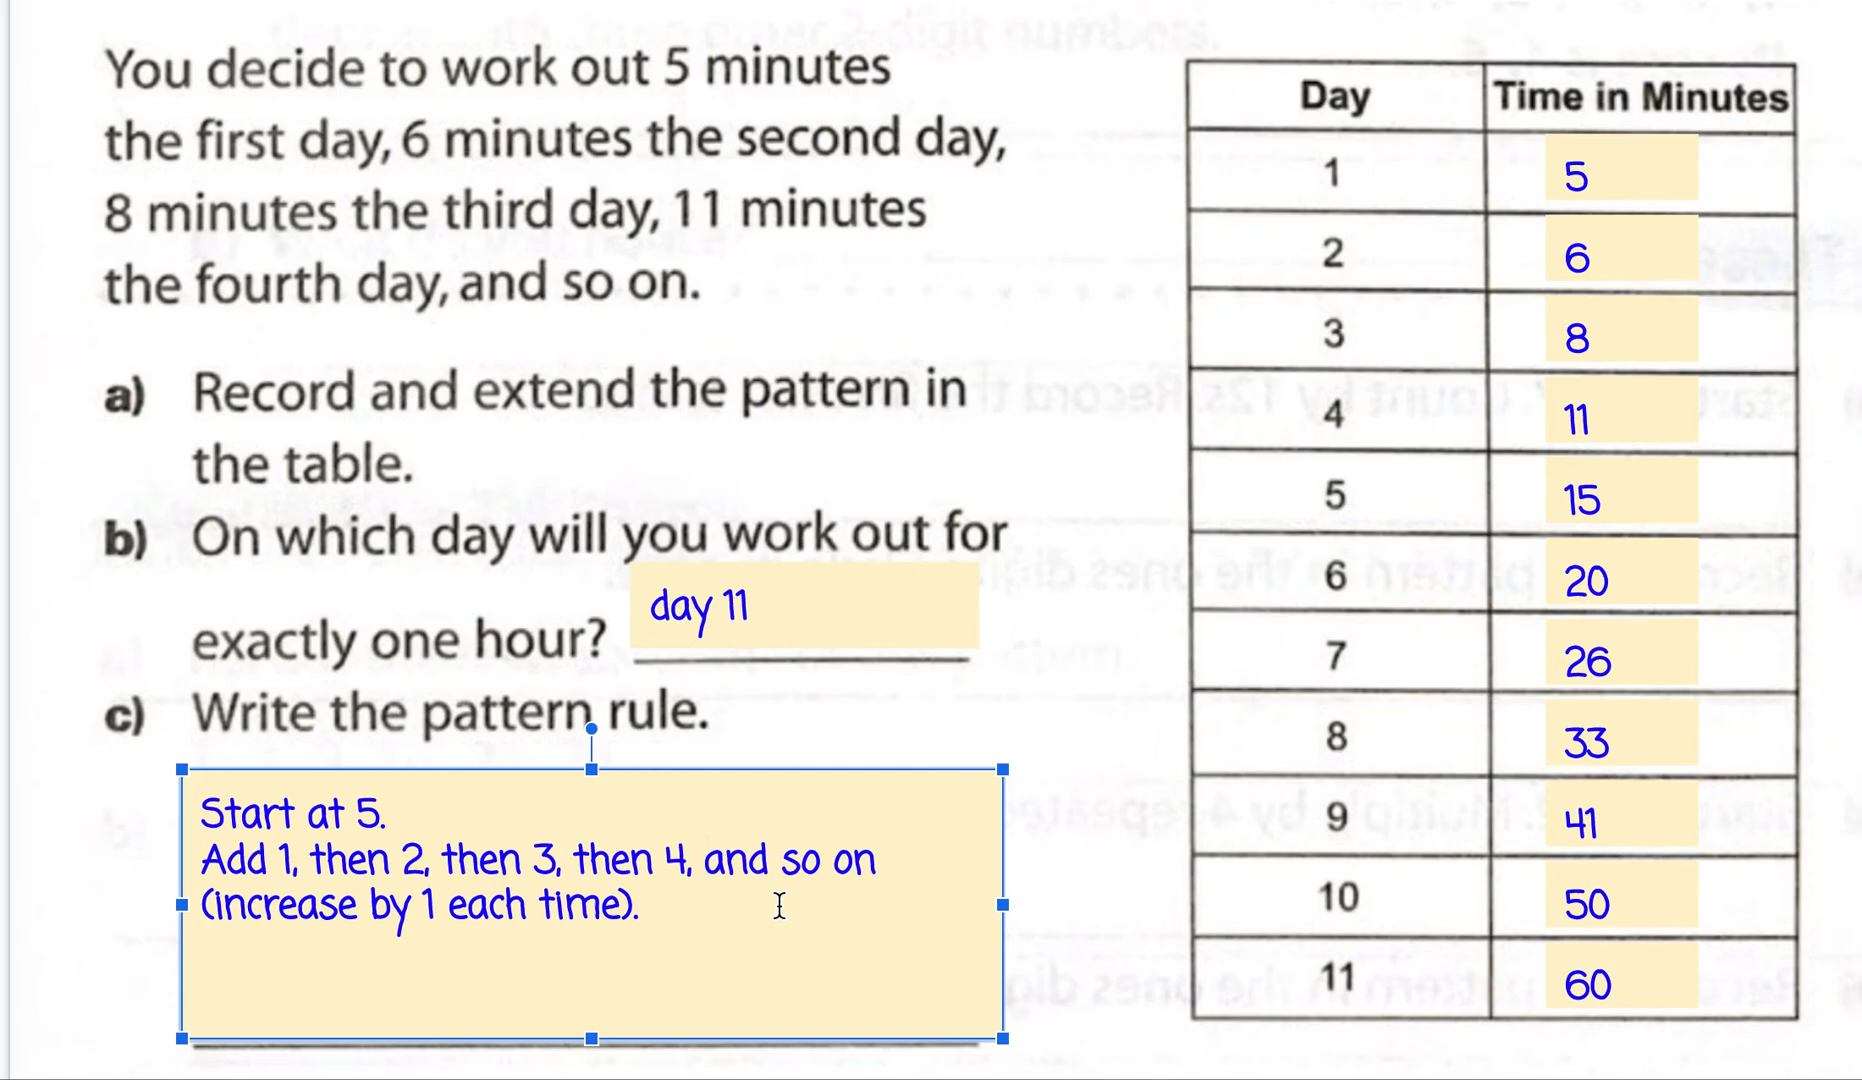 You decide to work out 5 minutes
the first day, 6 minutes the second day,
8 minutes the third day, 11 minutes
the fourth day, and so on.
a) Record and extend the pattern in
the table.
b) On which day will you work out for
exactly one hour? day 11
c) Write the pattern rule.
Start at 5.
Add 1, then 2, then 3, then 4, and so on
(increase by 1 each time).
Day Time in Minutes
1 5
2 6
3 8
4 11
5 15
6 20
7 26
8 33
9 41
10 50
11 60